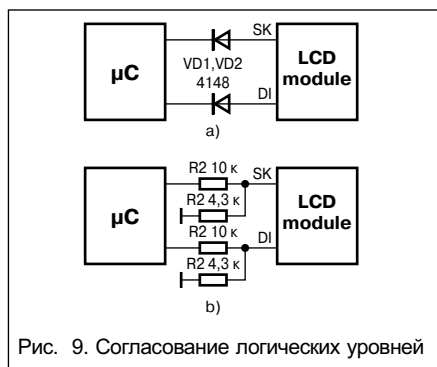 µC
SK
VD1,VD2
4148
DI
LCD
module
a)
R2 10 к
SK
R2 4,3 к
µC
R2 10 к
DI
LCD
module
R2 4,3 к
b)
Рис. 9. Согласование логических уровней